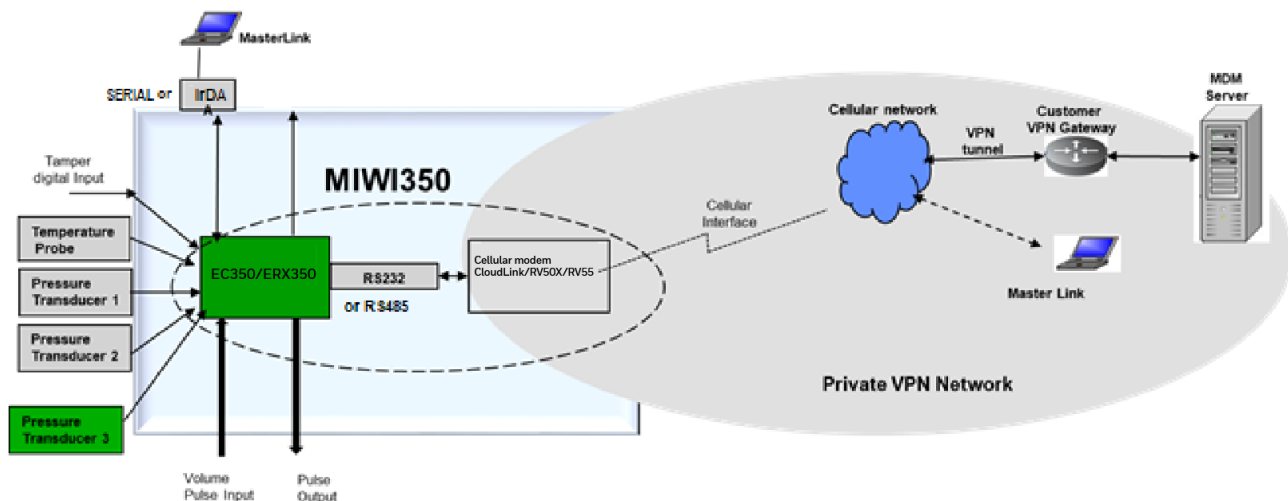 MasterLink
SERIAL or
IrDA
Tamper
digital Input
MIWI350
Temperature
Probe
Pressure
Transducer 1
Pressure
Transducer 2
Pressure
Transducer 3
EC350/ERX350
RS232
or RS485
Cellular modem
CloudLink/RV50X/RV55
Volume
Pulse Input
Pulse
Output
Cellular
Interface
Cellular network
VPN
tunnel
Customer
VPN Gateway
MDM
Server
Master Link
Private VPN Network